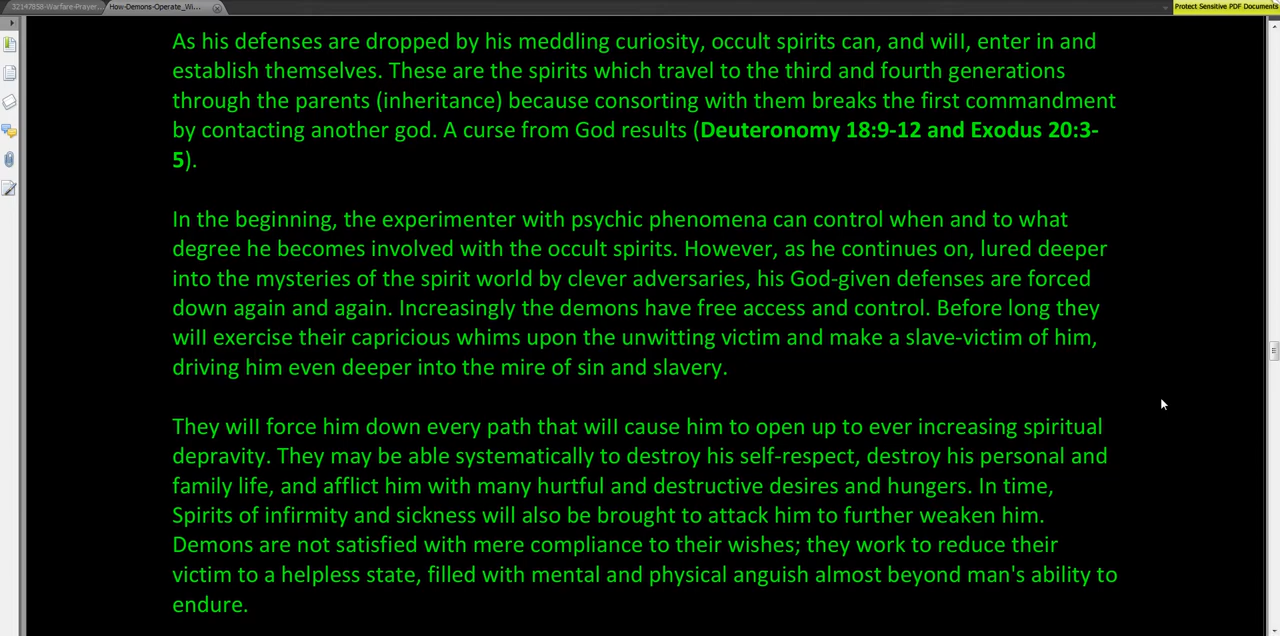 32147858-Warfare-Prayer...
How-Demons-Operate_Wi...
Protect Sensitive PDF Documents
As his defenses are dropped by his meddling curiosity, occult spirits can, and will, enter in and
establish themselves. These are the spirits which travel to the third and fourth generations
through the parents (inheritance) because consorting with them breaks the first commandment
by contacting another god. A curse from God results (Deuteronomy 18:9-12 and Exodus 20:3-
5).
In the beginning, the experimenter with psychic phenomena can control when and to what
degree he becomes involved with the occult spirits. However, as he continues on, lured deeper
into the mysteries of the spirit world by clever adversaries, his God-given defenses are forced
down again and again. Increasingly the demons have free access and control. Before long they
will exercise their capricious whims upon the unwitting victim and make a slave-victim of him,
driving him even deeper into the mire of sin and slavery.
They will force him down every path that will cause him to open up to ever increasing spiritual
depravity. They may be able systematically to destroy his self-respect, destroy his personal and
family life, and afflict him with many hurtful and destructive desires and hungers. In time,
Spirits of infirmity and sickness will also be brought to attack him to further weaken him.
Demons are not satisfied with mere compliance to their wishes; they work to reduce their
victim to a helpless state, filled with mental and physical anguish almost beyond man's ability to
endure.